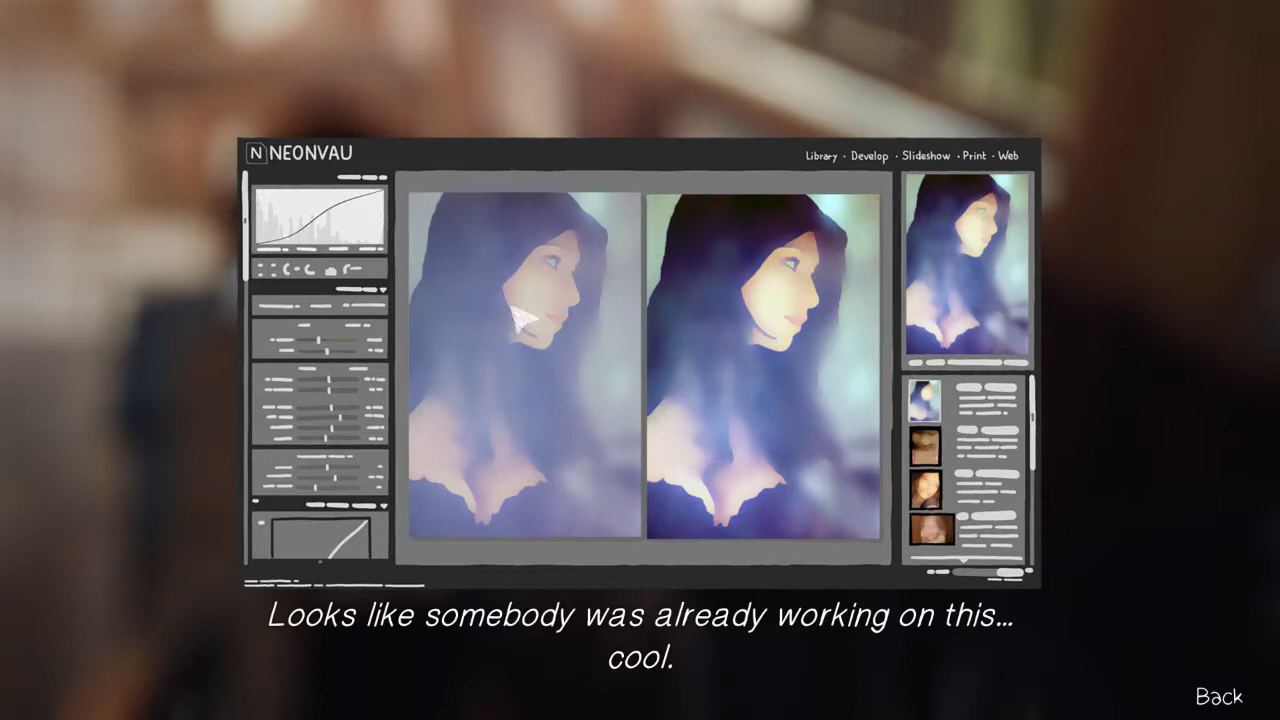 N NEONVAU
Library · Develop · Slideshow · Print · Web
Looks like somebody was already working on this...
cool.
Back